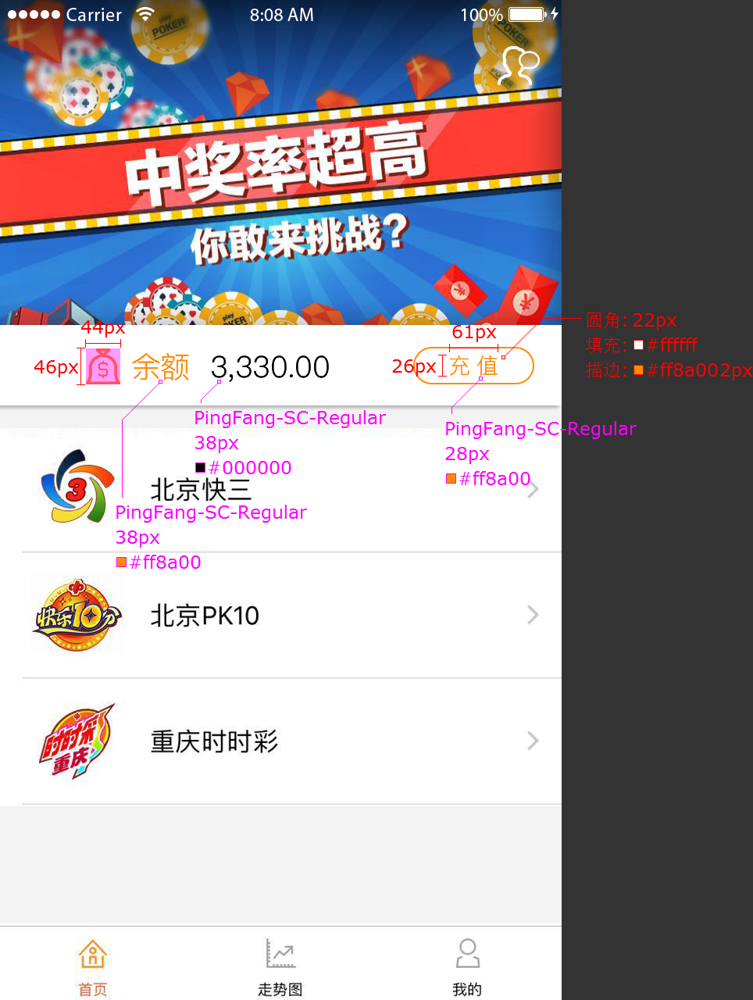 Carrier 8:08 AM 100%
中奖率超高
你敢来挑战?
play POKER
44px
61px
圆角: 22px
填充: #ffffff
描边: #ff8a002px
46px
余额 3,330.00
26px
充 值
PingFang-SC-Regular
38px
#000000
PingFang-SC-Regular
28px
#ff8a00
3
北京快三
PingFang-SC-Regular
38px
#ff8a00
快乐10分
北京PK10
时时采
重庆
重庆时时彩
首页
走势图
我的